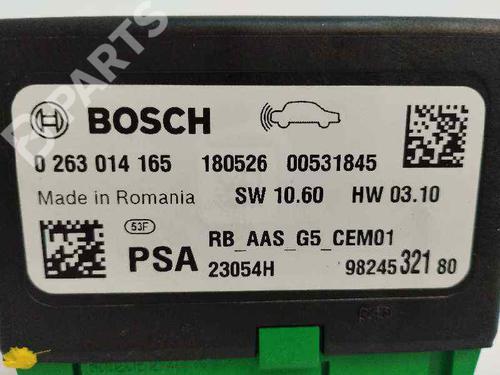 B-PARTS
BOSCH
0 263 014 165 180526 00531845
Made in Romania SW 10.60 HW 03.10
53F
PSA RB_AAS_G5_CEM01
23054H 98245 321 80